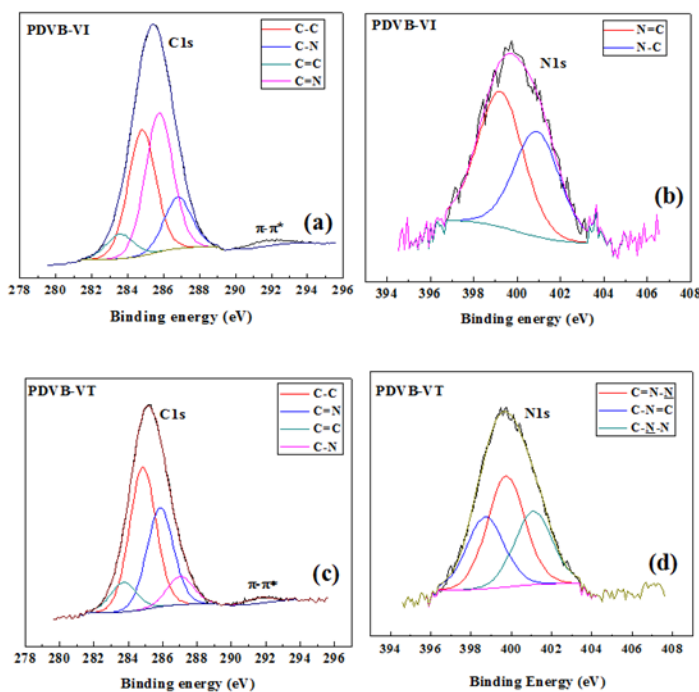 PDVB-VI
C1s
C-C
C-N
C=C
C=N
π-π*
(a)
278 280 282 284 286 288 290 292 294 296
Binding energy (eV)
PDVB-VI
N1s
N=C
N-C
(b)
394 396 398 400 402 404 406 408
Binding energy (eV)
PDVB-VT
C1s
C-C
C=N
C=C
C-N
π-π*
(c)
278 280 282 284 286 288 290 292 294 296
Binding energy (eV)
PDVB-VT
N1s
C=N-N
C-N=C
C-N-N
(d)
394 396 398 400 402 404 406 408
Binding Energy (eV)